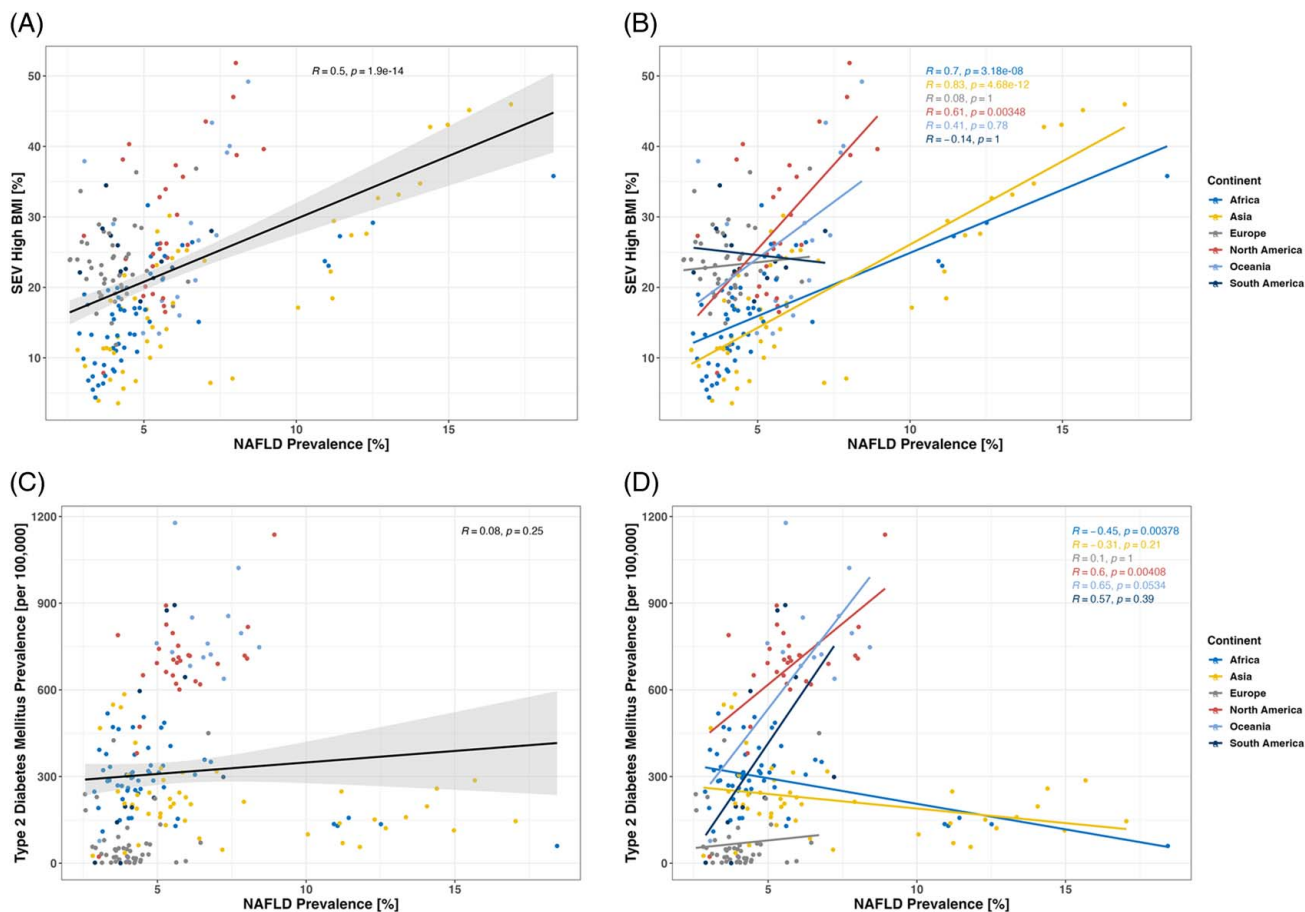 (A)
R = 0.5, p = 1.9e-14
50
40
30
20
10
SEV High BMI [%]
5
10
15
NAFLD Prevalence [%]
(B)
R = 0.7, p = 3.18e-08
R = 0.83, p = 4.68e-12
R = 0.08, p = 1
R = 0.61, p = 0.00348
R = 0.41, p = 0.78
R = −0.14, p = 1
50
40
30
20
10
SEV High BMI [%]
5
10
15
NAFLD Prevalence [%]
Continent
Africa
Asia
Europe
North America
Oceania
South America
(C)
R = 0.08, p = 0.25
1200
900
600
300
0
Type 2 Diabetes Mellitus Prevalence [per 100,000]
5
10
15
NAFLD Prevalence [%]
(D)
R = −0.45, p = 0.00378
R = −0.31, p = 0.21
R = 0.1, p = 1
R = 0.6, p = 0.00408
R = 0.65, p = 0.0534
R = 0.57, p = 0.39
1200
900
600
300
0
Type 2 Diabetes Mellitus Prevalence [per 100,000]
5
10
15
NAFLD Prevalence [%]
Continent
Africa
Asia
Europe
North America
Oceania
South America